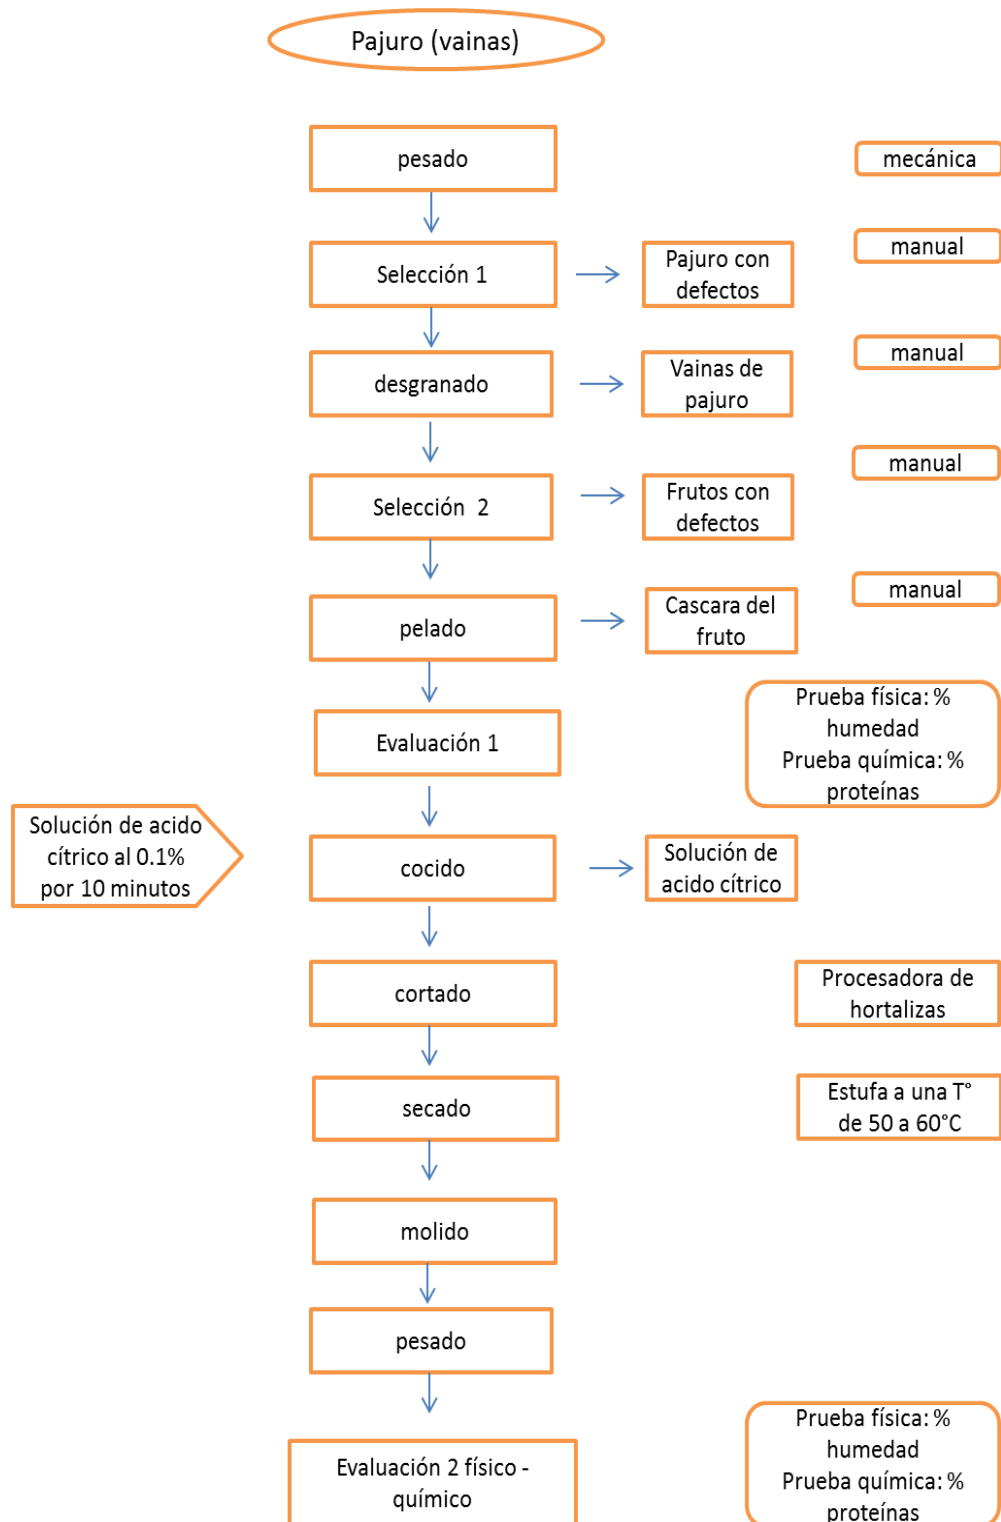 Pajuro (vainas)
pesado
mecánica
Selección 1
Pajuro con
defectos
manual
desgranado
Vainas de
pajuro
manual
Selección 2
Frutos con
defectos
manual
pelado
Cascara del
fruto
manual
Evaluación 1
Prueba física: %
humedad
Prueba química: %
proteínas
Solución de acido
cítrico al 0.1%
por 10 minutos
cocido
Solución de
acido cítrico
cortado
Procesadora de
hortalizas
secado
Estufa a una T°
de 50 a 60°C
molido
pesado
Evaluación 2 físico -
químico
Prueba física: %
humedad
Prueba química: %
proteínas